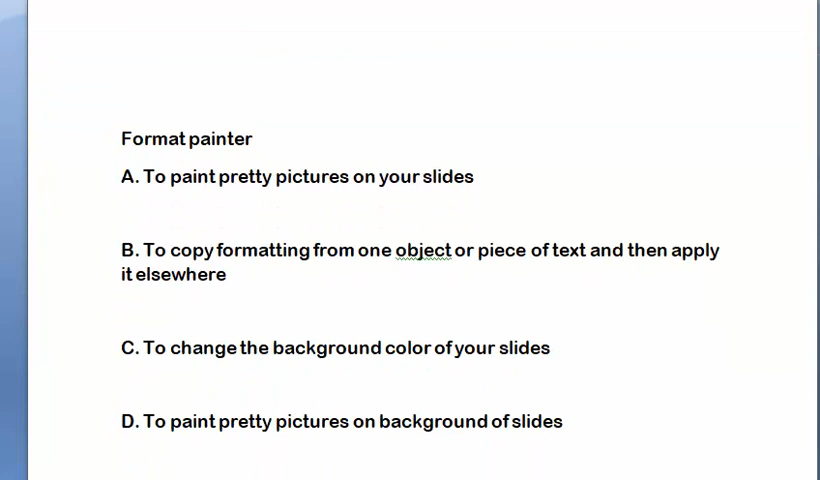 Format painter
A. To paint pretty pictures on your slides
B. To copy formatting from one object or piece of text and then apply
it elsewhere
C. To change the background color of your slides
D. To paint pretty pictures on background of slides